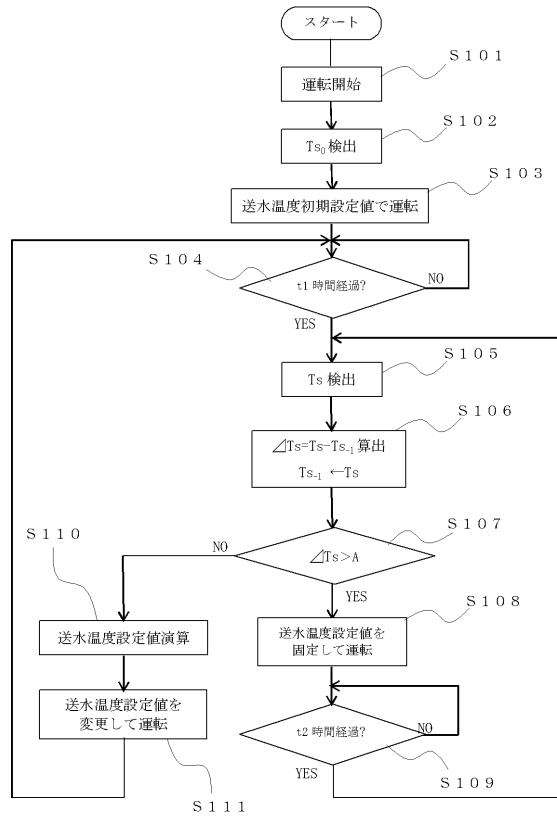 スタート
S101
運転開始
S102
Ts₀検出
S103
送水温度初期設定値で運転
S104
t1時間経過?
NO
YES
S105
Ts検出
S106
⊿Ts=Ts-Ts₋₁算出
Ts₋₁←Ts
S107
⊿Ts>A
NO
YES
S110
送水温度設定値演算
S108
送水温度設定値を
固定して運転
送水温度設定値を
変更して運転
S111
t2時間経過?
NO
YES
S109